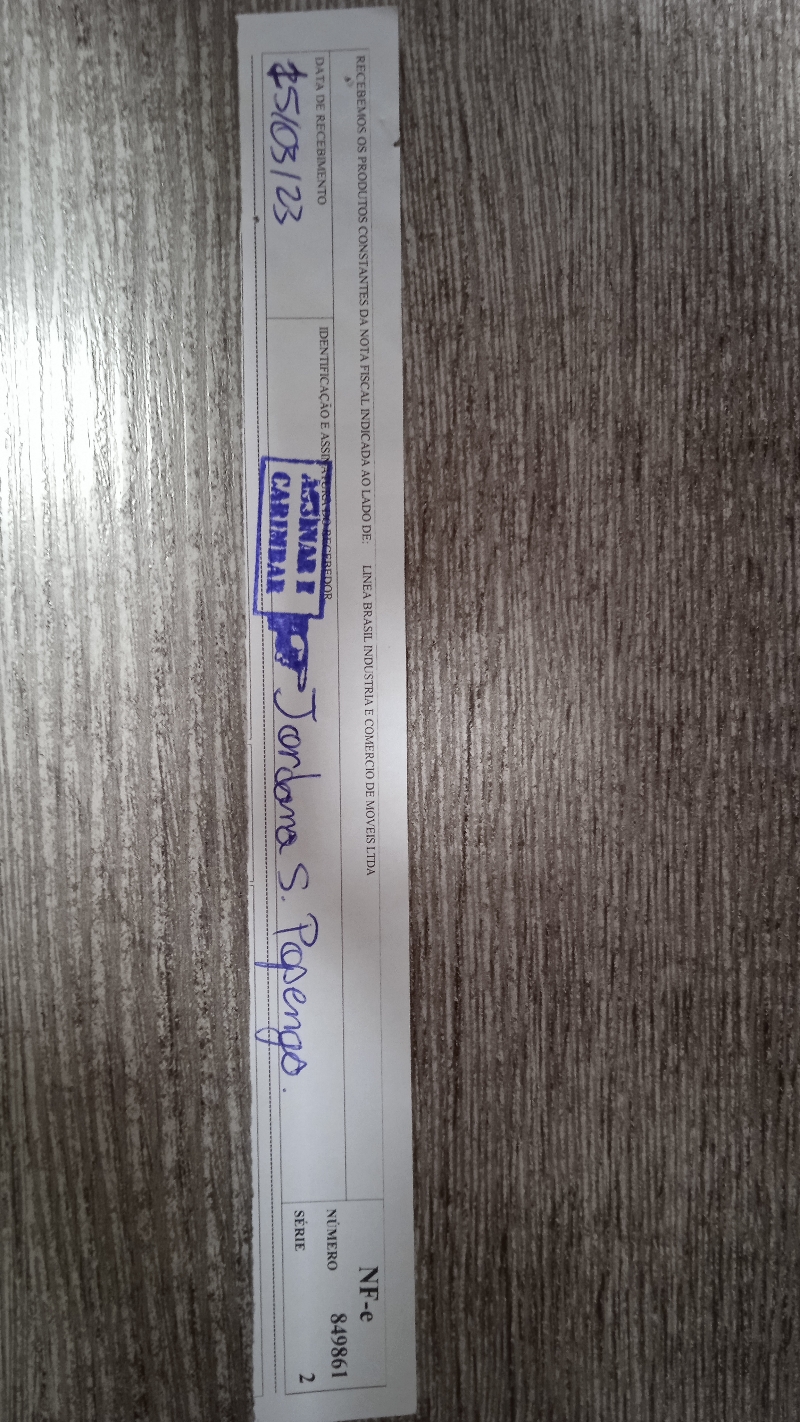 RECEBEMOS OS PRODUTOS CONSTANTES DA NOTA FISCAL INDICADA AO LADO DE: LINEA BRASIL INDUSTRIA E COMERCIO DE MOVEIS LTDA
NF-e
NÚMERO 849861
SÉRIE 2
DATA DE RECEBIMENTO
15/03/23
IDENTIFICAÇÃO E ASSINATURA DO RECEBEDOR
ASSINAR E
CARIMBAR
Jordana S. Papengo.